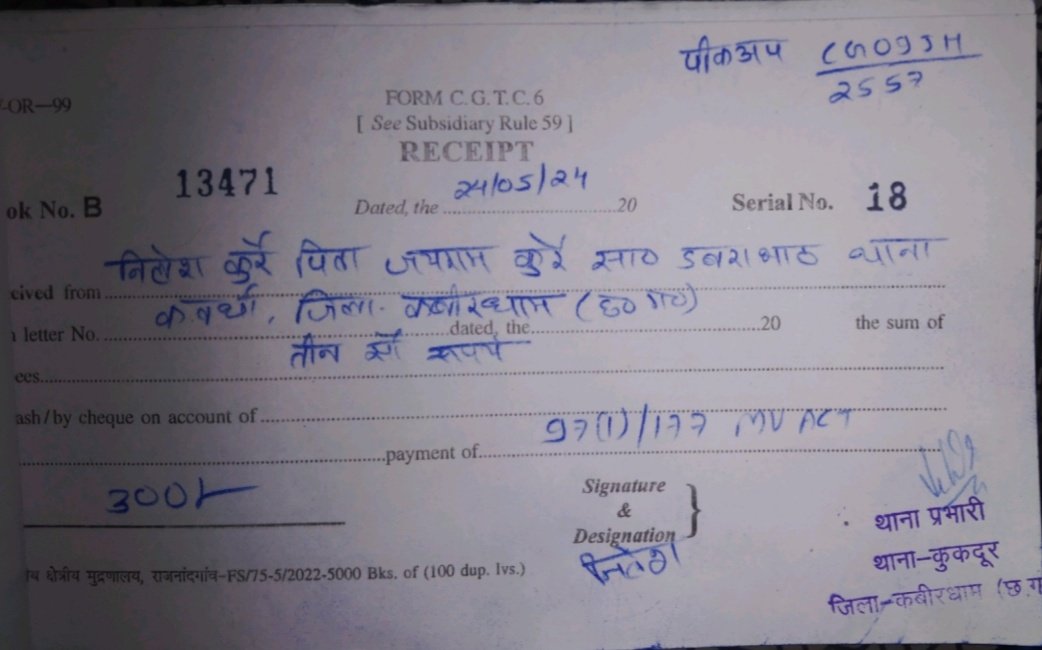 पीकअप CG09JH
2557
-OR—99
FORM C.G.T.C.6
[ See Subsidiary Rule 59 ]
RECEIPT
ok No. B 13471 Dated, the 24/05/24 20 Serial No. 18
cived from नितेश कुर्रे पिता जयराम कुर्रे सा० डबराभाठ थाना
कवर्धा, जिला- कबीरधाम (छ०ग०)
letter No. dated, the 20 the sum of
तीन सौ रूपये
ees
ash/by cheque on account of
payment of 97(1)/177 MV ACT
300/-
Signature
&
Designation
नितेश
थाना प्रभारी
थाना-कुकदूर
जिला-कबीरधाम (छ.ग
क्षेत्रीय मुद्रणालय, राजनांदगांव-FS/75-5/2022-5000 Bks. of (100 dup. lvs.)